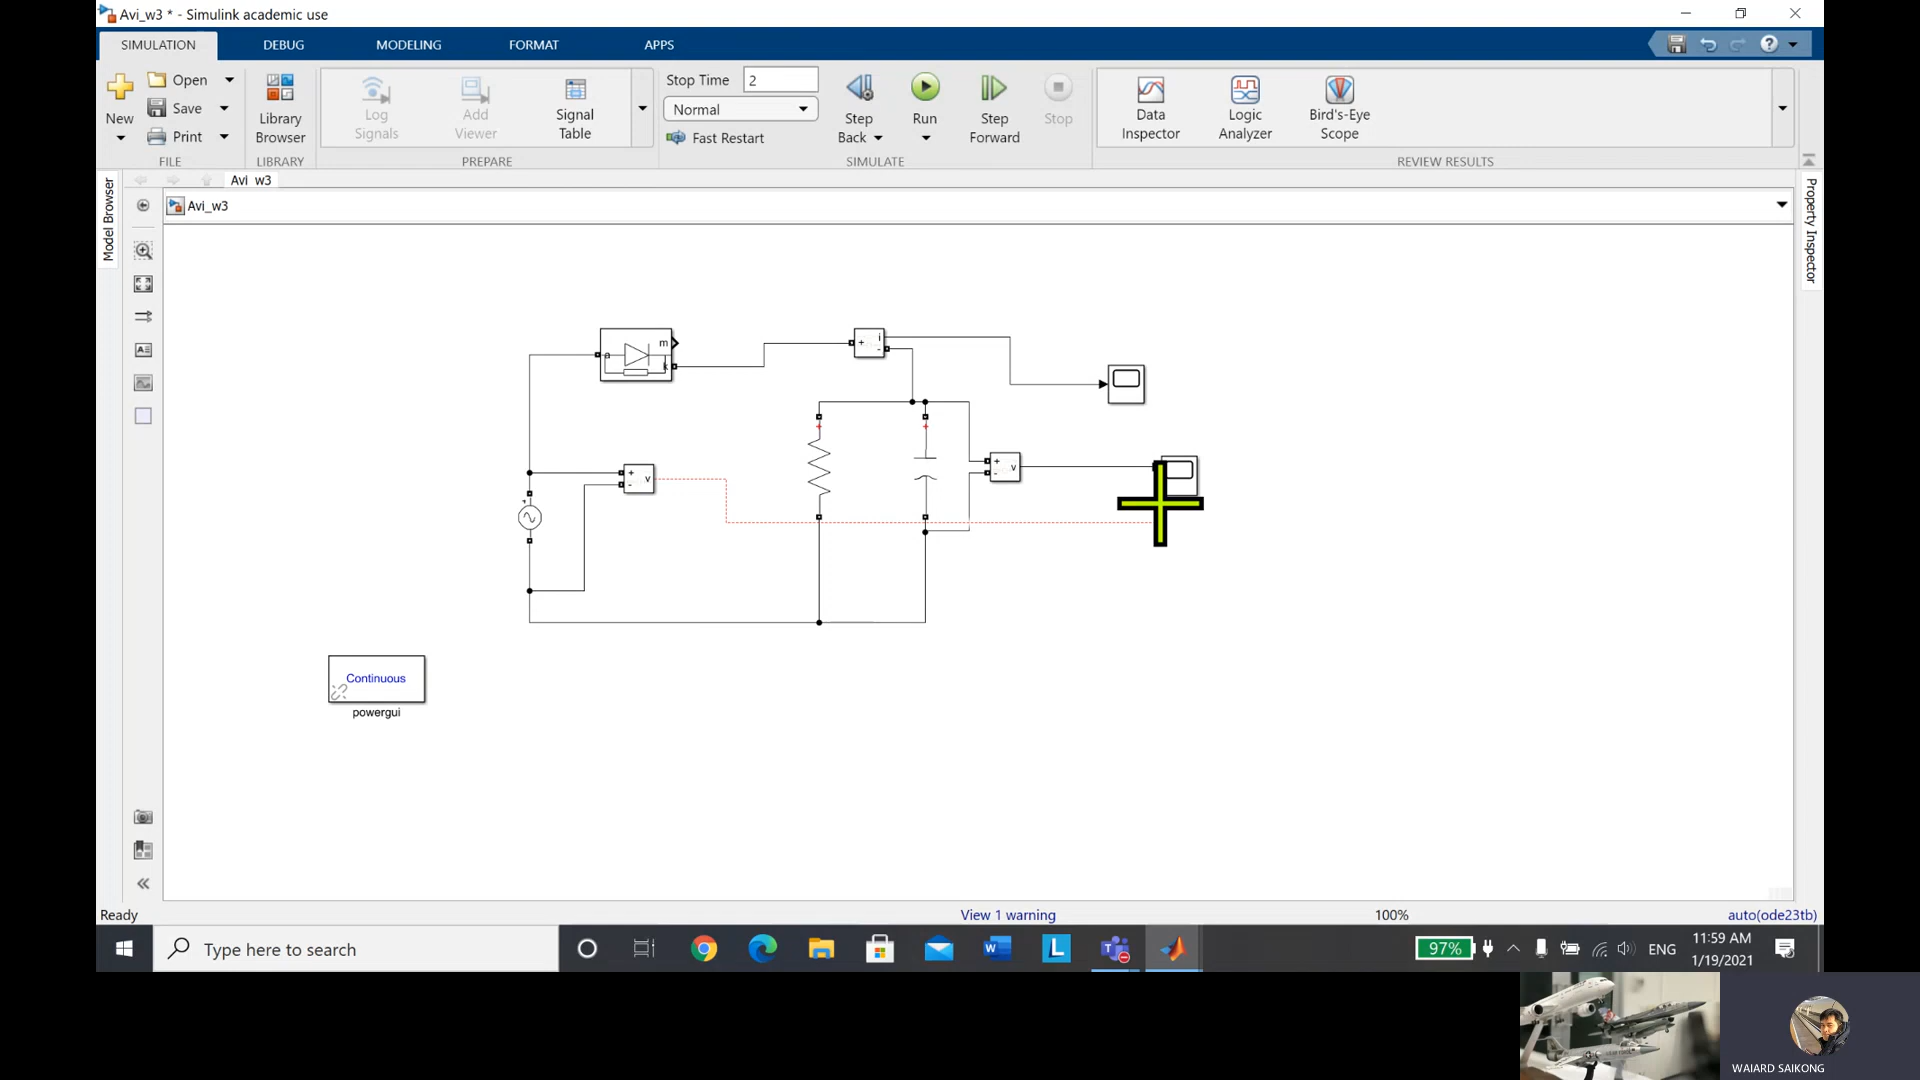 Avi_w3 * - Simulink academic use
SIMULATION DEBUG MODELING FORMAT APPS
New
Open
Save
Print
FILE
Library Browser
LIBRARY
Log Signals
Add Viewer
Signal Table
PREPARE
Stop Time 2
Normal
Fast Restart
Step Back
Run
Step Forward
Stop
SIMULATE
Data Inspector
Logic Analyzer
Bird's-Eye Scope
REVIEW RESULTS
Model Browser
Avi_w3
Avi_w3
Property Inspector
a m k
+ i -
+ - v
+ - v
+
+
Continuous
powergui
Ready
View 1 warning
100%
auto(ode23tb)
Type here to search
97%
ENG
11:59 AM
1/19/2021
WAIARD SAIKONG